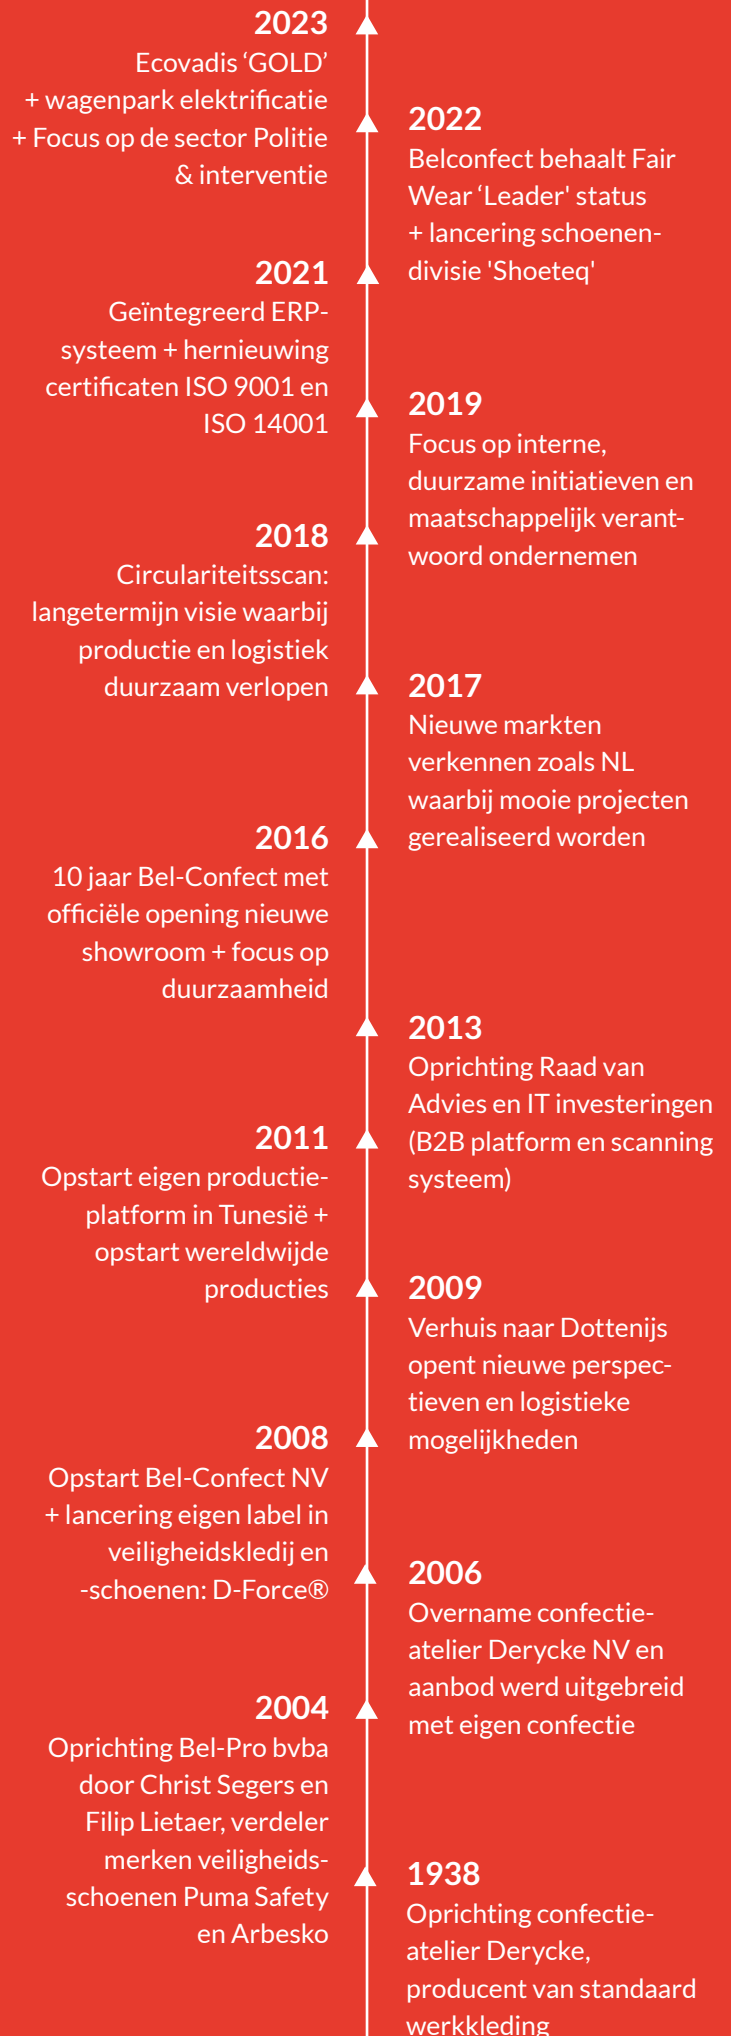 2023
Ecovadis ‘GOLD’
+ wagenpark elektrificatie
+ Focus op de sector Politie
& interventie
2022
Belconfect behaalt Fair
Wear ‘Leader' status
+ lancering schoenen-
divisie 'Shoeteq'
2021
Geïntegreerd ERP-
systeem + hernieuwing
certificaten ISO 9001 en
ISO 14001
2019
Focus op interne,
duurzame initiatieven en
maatschappelijk verant-
woord ondernemen
2018
Circulariteitsscan:
langetermijn visie waarbij
productie en logistiek
duurzaam verlopen
2017
Nieuwe markten
verkennen zoals NL
waarbij mooie projecten
gerealiseerd worden
2016
10 jaar Bel-Confect met
officiële opening nieuwe
showroom + focus op
duurzaamheid
2013
Oprichting Raad van
Advies en IT investeringen
(B2B platform en scanning
systeem)
2011
Opstart eigen productie-
platform in Tunesië +
opstart wereldwijde
producties
2009
Verhuis naar Dottenijs
opent nieuwe perspec-
tieven en logistieke
mogelijkheden
2008
Opstart Bel-Confect NV
+ lancering eigen label in
veiligheidskledij en
-schoenen: D-Force®
2006
Overname confectie-
atelier Derycke NV en
aanbod werd uitgebreid
met eigen confectie
2004
Oprichting Bel-Pro bvba
door Christ Segers en
Filip Lietaer, verdeler
merken veiligheids-
schoenen Puma Safety
en Arbesko
1938
Oprichting confectie-
atelier Derycke,
producent van standaard
werkkleding